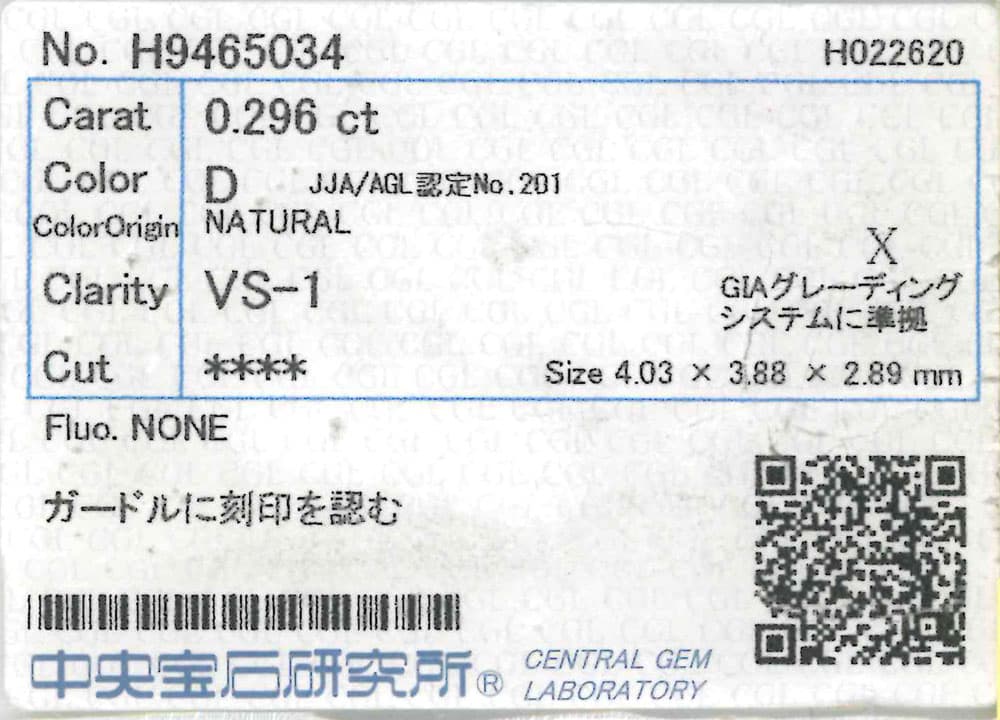 No. H9465034 H022620
Carat 0.296 ct
Color D JJA/AGL認定No.201
ColorOrigin NATURAL
X
Clarity VS-1 GIAグレーディング
システムに準拠
Cut **** Size 4.03 × 3.88 × 2.89 mm
Fluo. NONE
ガードルに刻印を認む
中央宝石研究所® CENTRAL GEM
LABORATORY